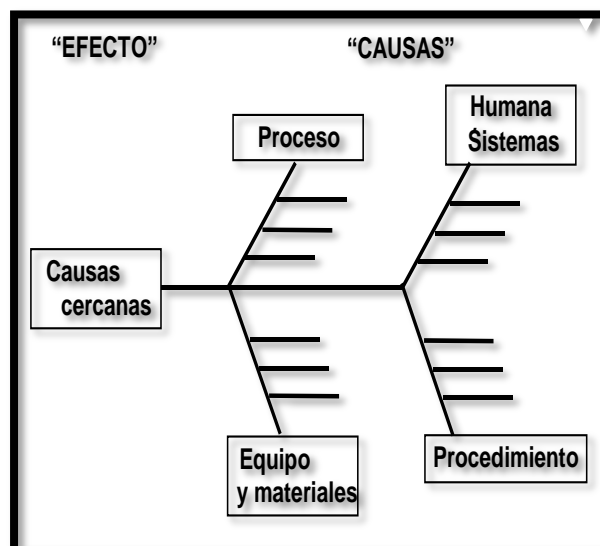 “EFECTO”
“CAUSAS”
Proceso
Humana
Sistemas
Causas
cercanas
Equipo
y materiales
Procedimiento